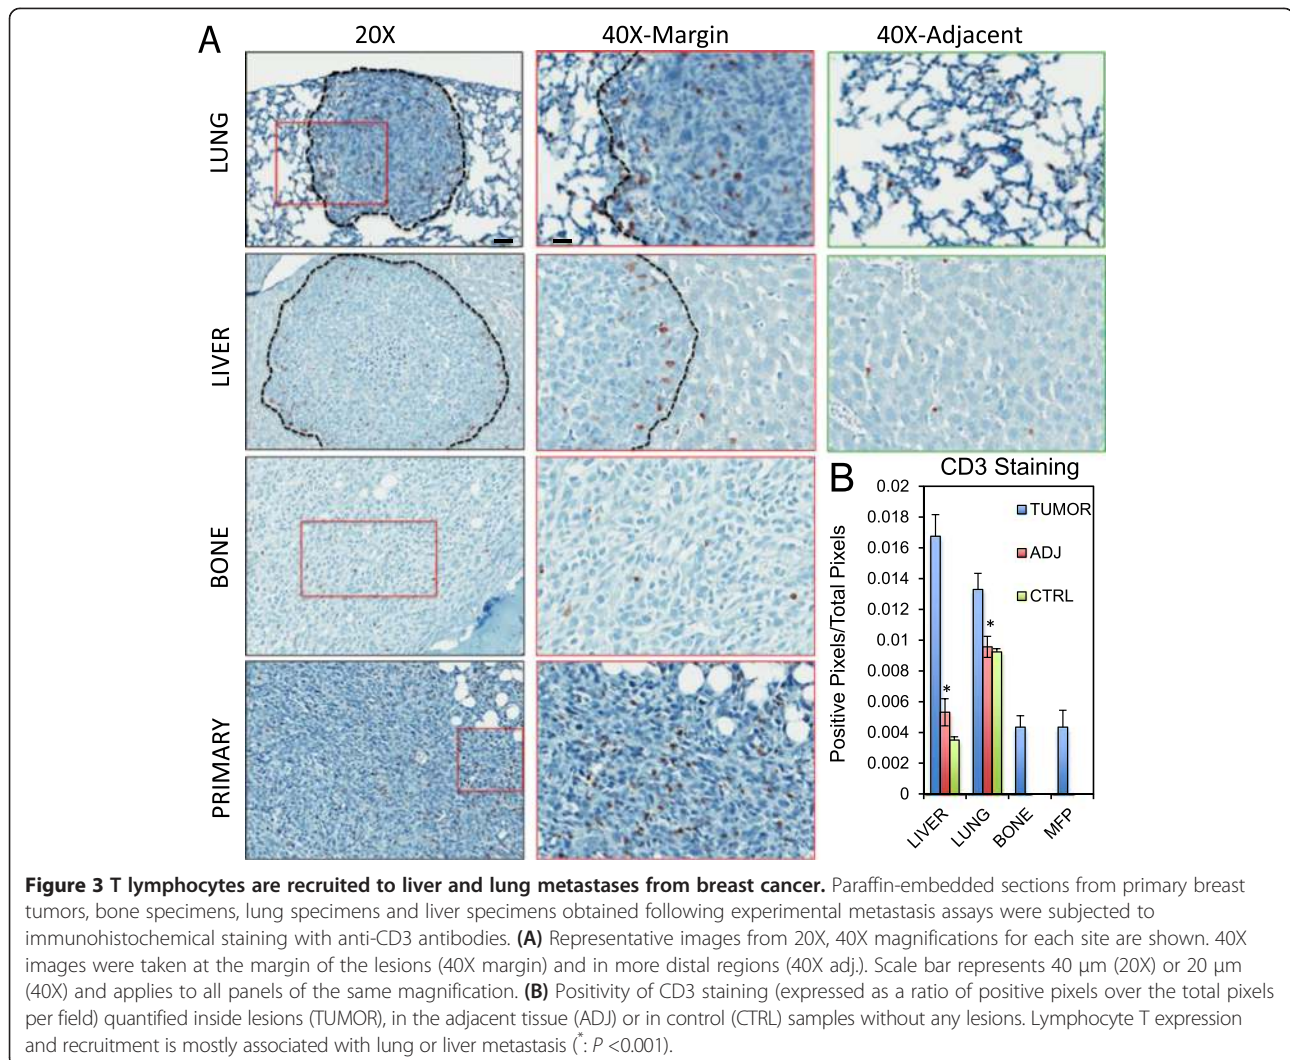 A
20X
40X-Margin
40X-Adjacent
LUNG
LIVER
BONE
PRIMARY
B
CD3 Staining
Positive Pixels/Total Pixels
0.02
0.018
0.016
0.014
0.012
0.01
0.008
0.006
0.004
0.002
0
TUMOR
ADJ
CTRL
*
*
LIVER
LUNG
BONE
MFP
Figure 3 T lymphocytes are recruited to liver and lung metastases from breast cancer. Paraffin-embedded sections from primary breast
tumors, bone specimens, lung specimens and liver specimens obtained following experimental metastasis assays were subjected to
immunohistochemical staining with anti-CD3 antibodies. (A) Representative images from 20X, 40X magnifications for each site are shown. 40X
images were taken at the margin of the lesions (40X margin) and in more distal regions (40X adj.). Scale bar represents 40 μm (20X) or 20 μm
(40X) and applies to all panels of the same magnification. (B) Positivity of CD3 staining (expressed as a ratio of positive pixels over the total pixels
per field) quantified inside lesions (TUMOR), in the adjacent tissue (ADJ) or in control (CTRL) samples without any lesions. Lymphocyte T expression
and recruitment is mostly associated with lung or liver metastasis (*: P <0.001).